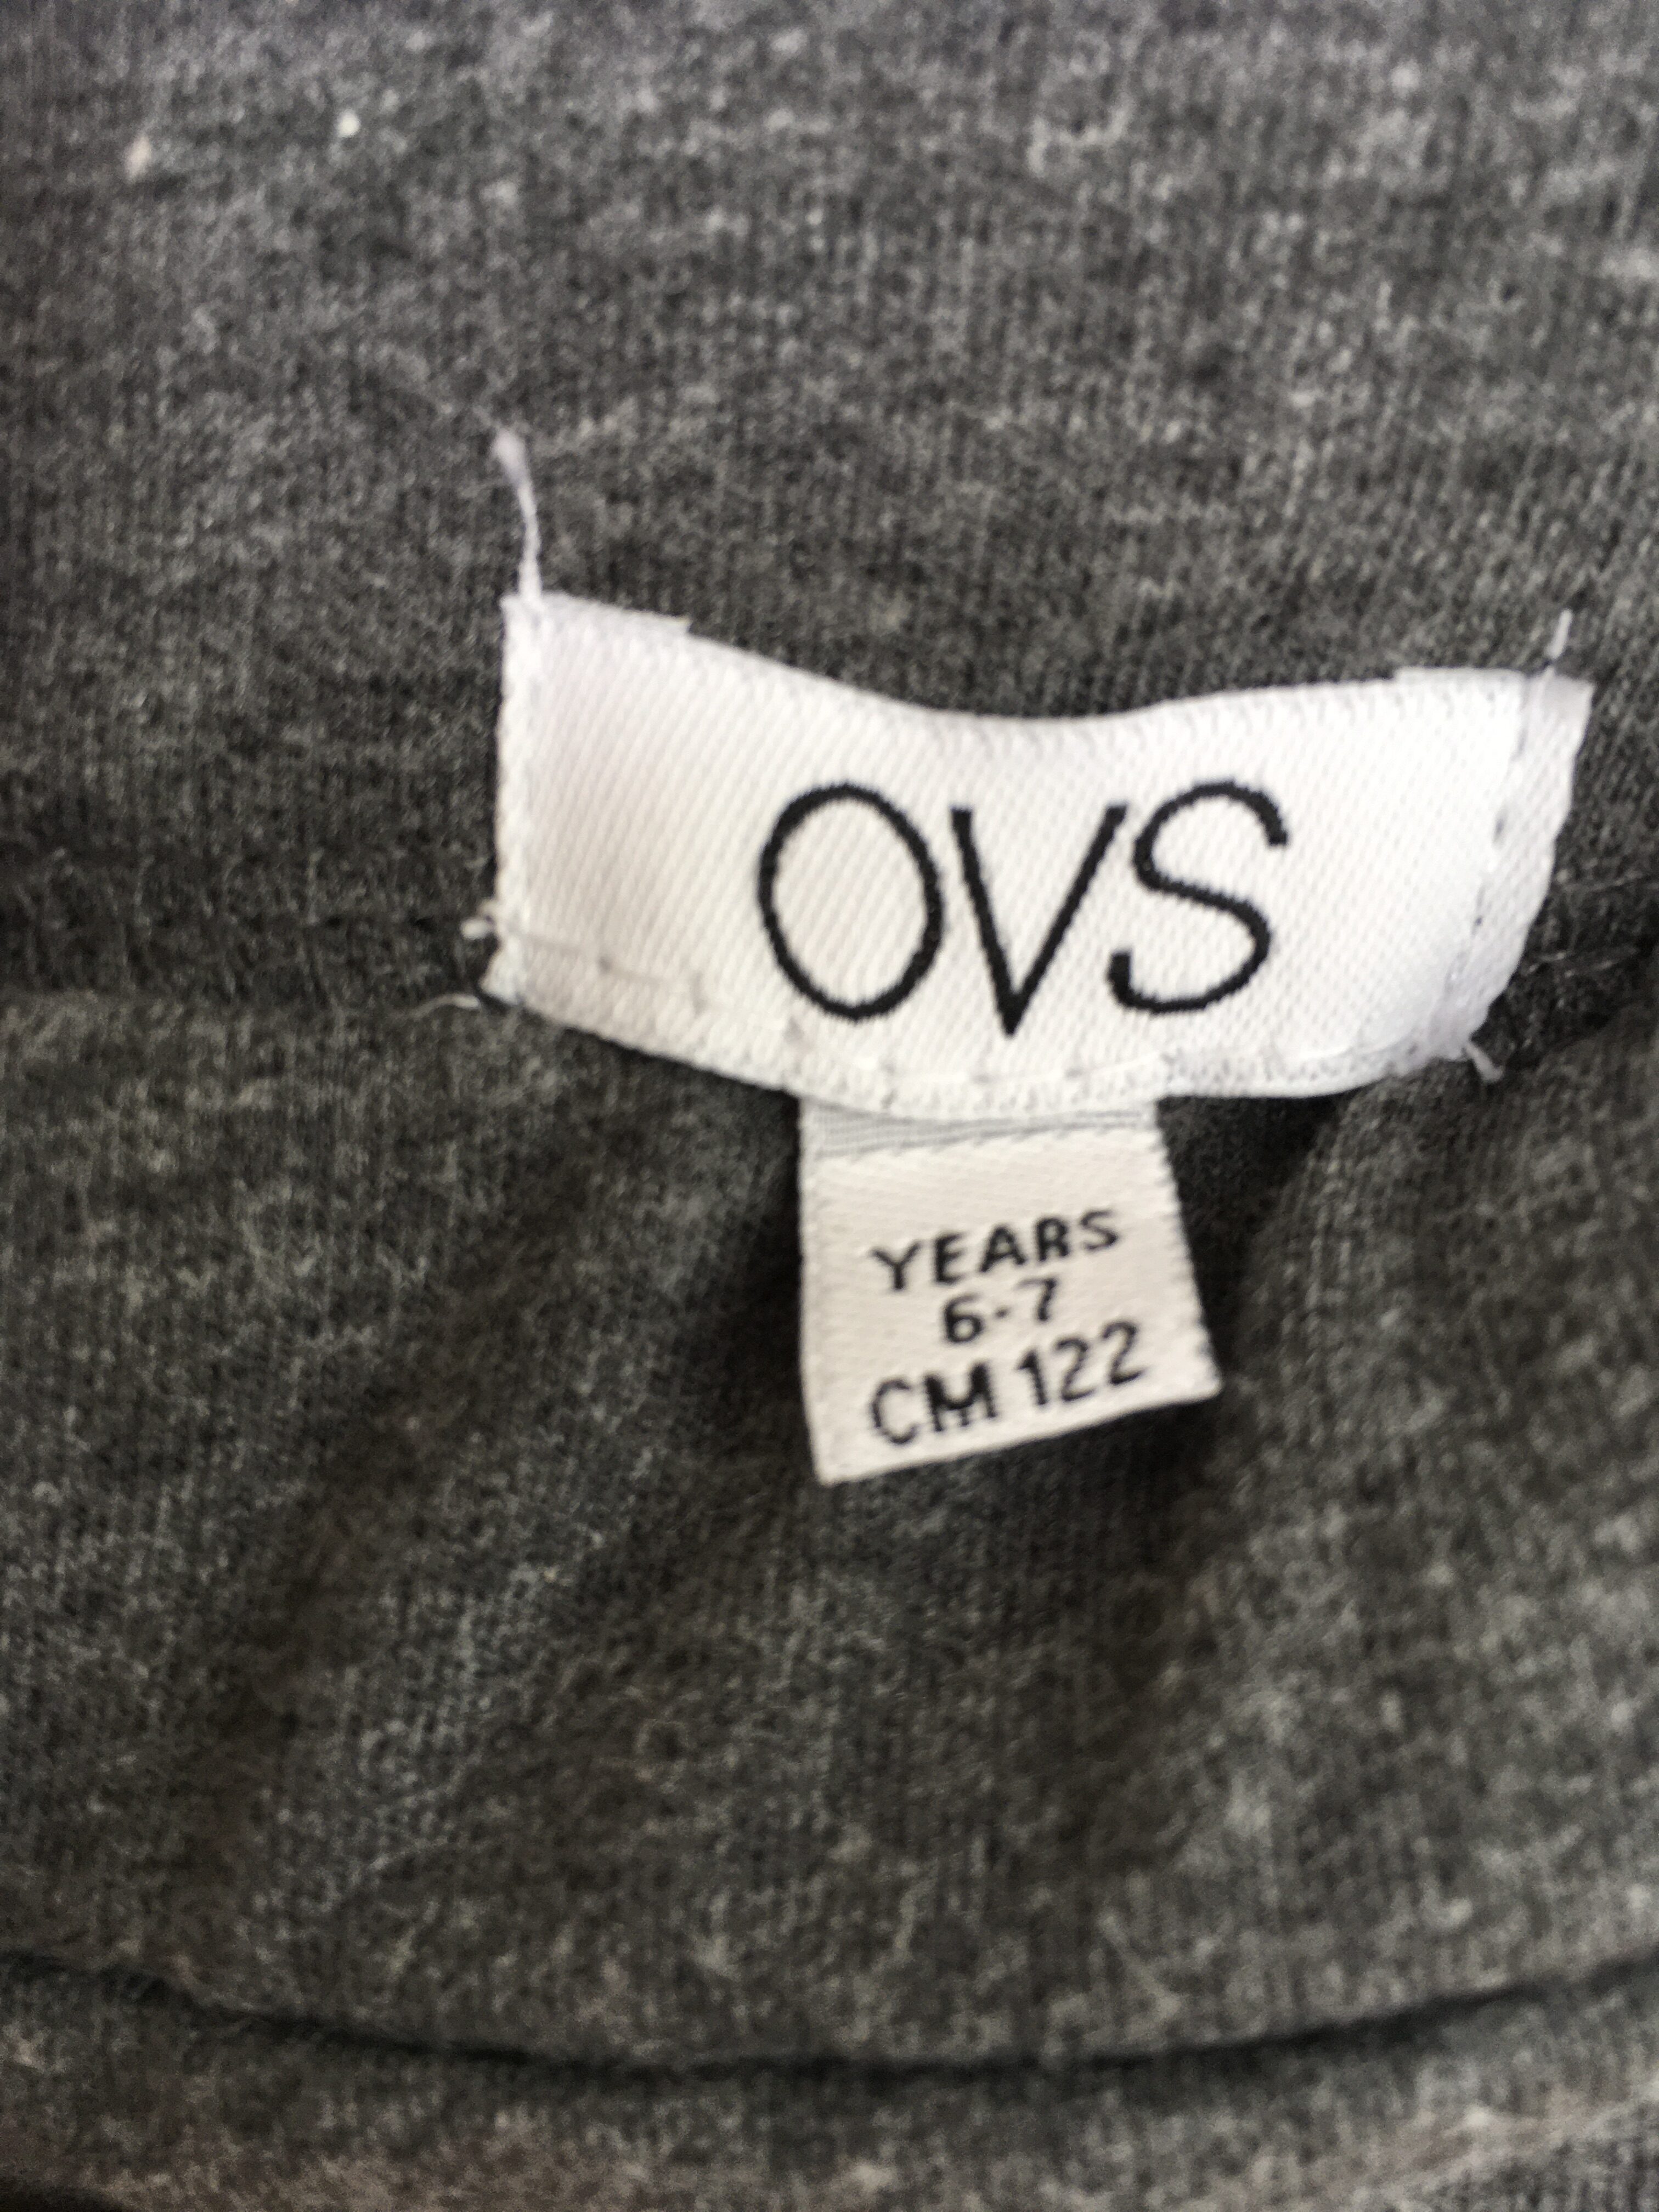 OVS
YEARS
6-7
CM 122